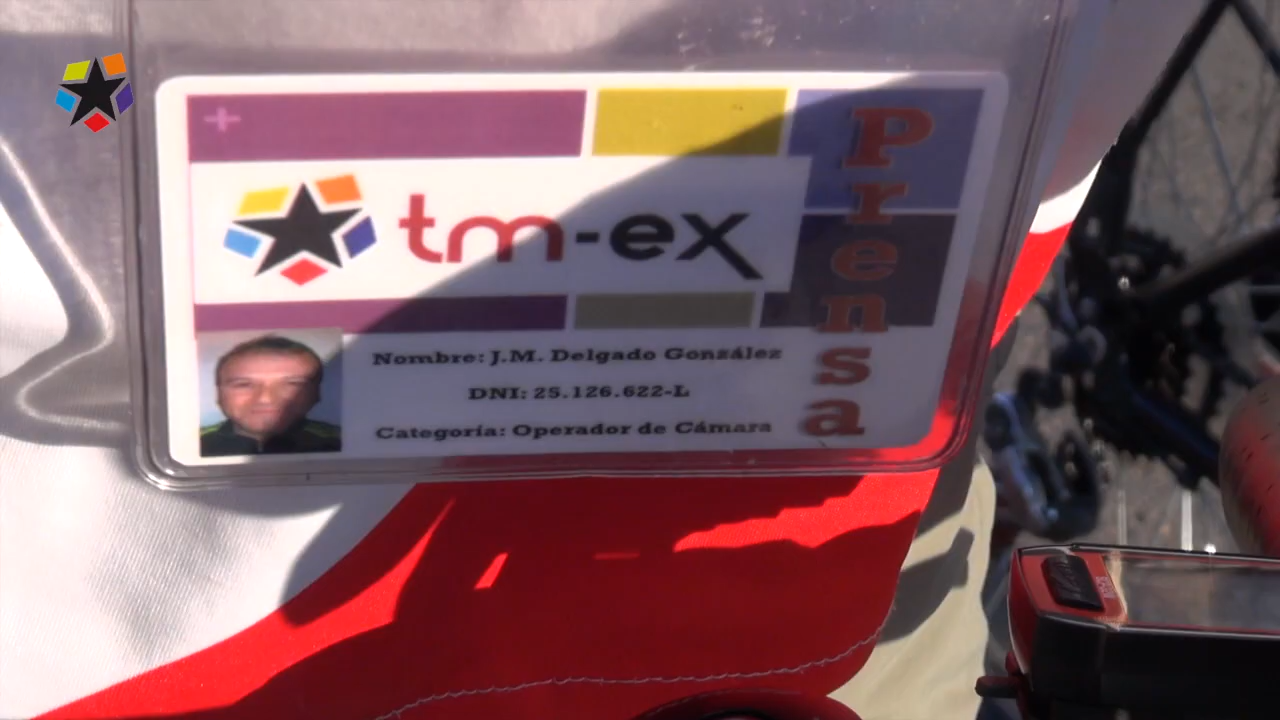 tm-ex
Prensa
Nombre: J.M. Delgado González
DNI: 25.126.622-L
Categoría: Operador de Cámara